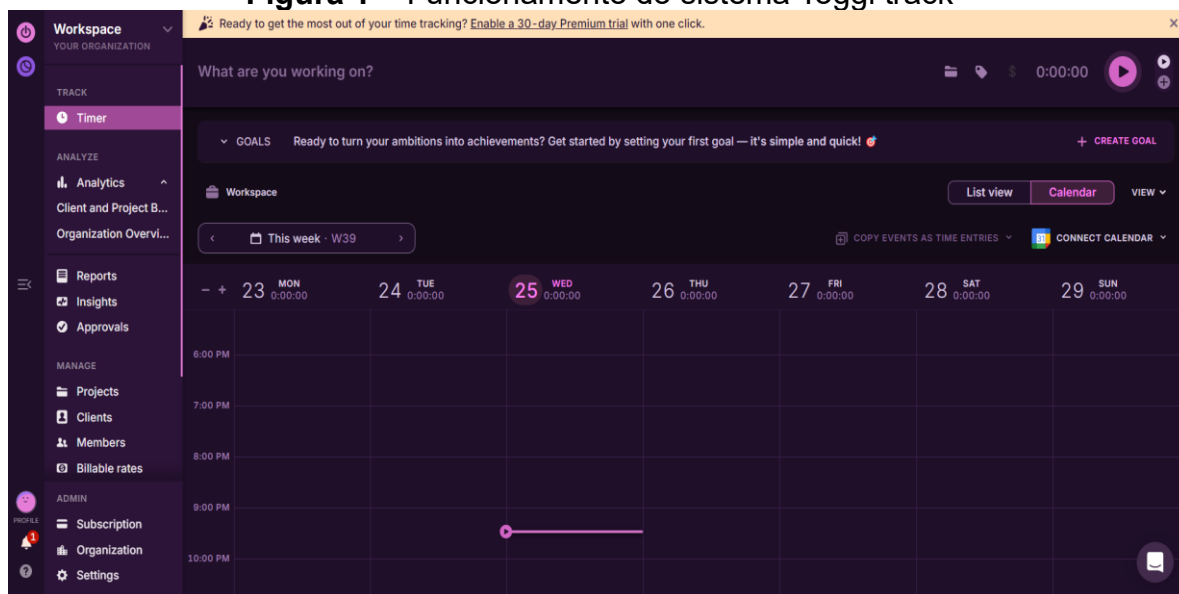 Figura 1 – Funcionamento do sistema Toggl track
Workspace
YOUR ORGANIZATION
Ready to get the most out of your time tracking? Enable a 30-day Premium trial with one click.
What are you working on?
$ 0:00:00
TRACK
Timer
GOALS Ready to turn your ambitions into achievements? Get started by setting your first goal — it's simple and quick!
+ CREATE GOAL
ANALYZE
Analytics
Client and Project B...
Organization Overvi...
Workspace
List view Calendar VIEW
This week · W39
COPY EVENTS AS TIME ENTRIES
31 CONNECT CALENDAR
Reports
Insights
Approvals
− +
23 MON 0:00:00
24 TUE 0:00:00
25 WED 0:00:00
26 THU 0:00:00
27 FRI 0:00:00
28 SAT 0:00:00
29 SUN 0:00:00
MANAGE
Projects
Clients
Members
Billable rates
6:00 PM
7:00 PM
8:00 PM
9:00 PM
10:00 PM
ADMIN
Subscription
Organization
Settings
PROFILE
1
?